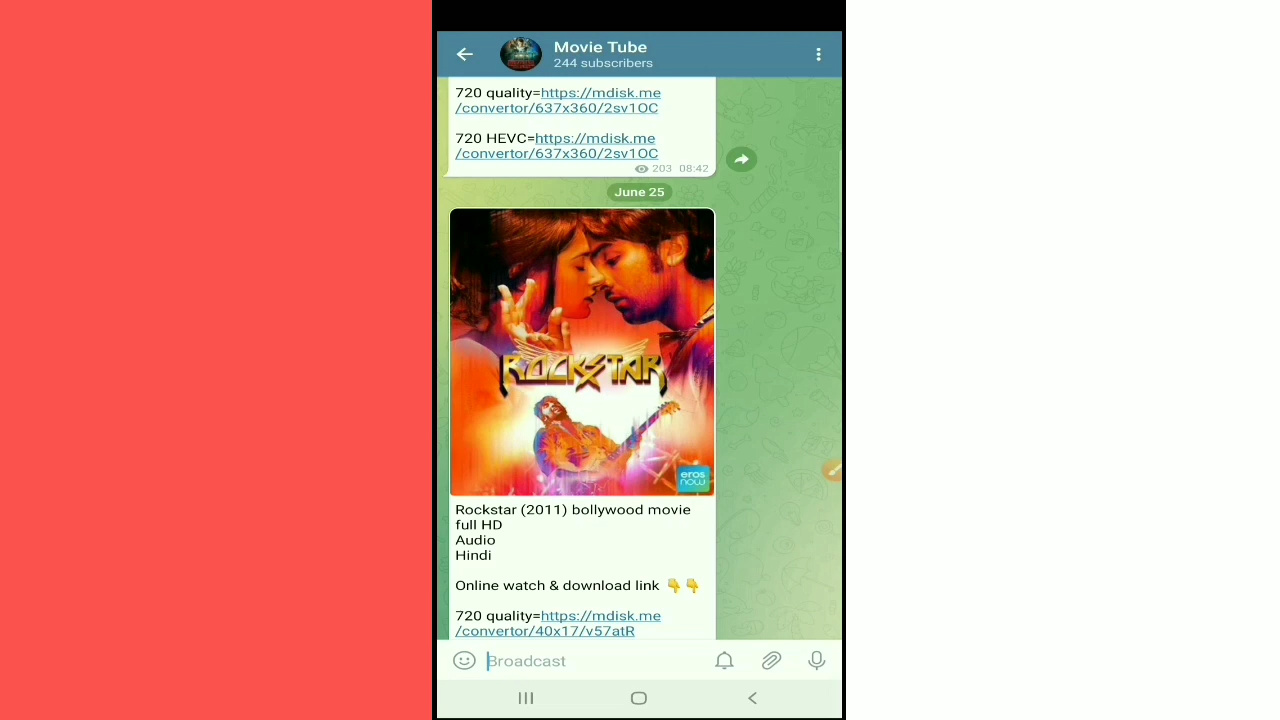 Movie Tube
244 subscribers
720 quality=https://mdisk.me
/convertor/637x360/2sv1OC
720 HEVC=https://mdisk.me
/convertor/637x360/2sv1OC
203 08:42
June 25
ROCKSTAR
eros
now
Rockstar (2011) bollywood movie
full HD
Audio
Hindi
Online watch & download link 👇👇
720 quality=https://mdisk.me
/convertor/40x17/v57atR
Broadcast